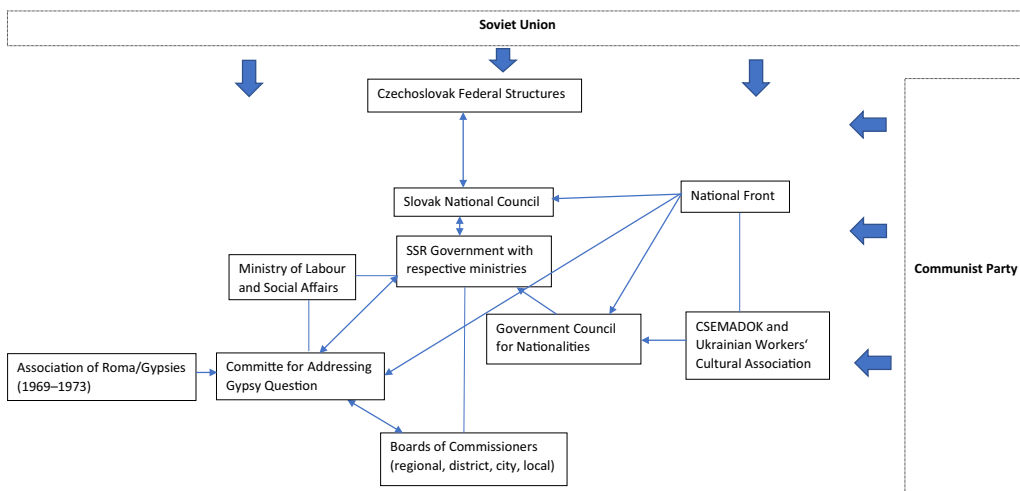 Soviet Union
Czechoslovak Federal Structures
Slovak National Council
National Front
SSR Government with
respective ministries
Ministry of Labour
and Social Affairs
Communist Party
Government Council
for Nationalities
CSEMADOK and
Ukrainian Workers‘
Cultural Association
Association of Roma/Gypsies
(1969–1973)
Committe for Addressing
Gypsy Question
Boards of Commissioners
(regional, district, city, local)